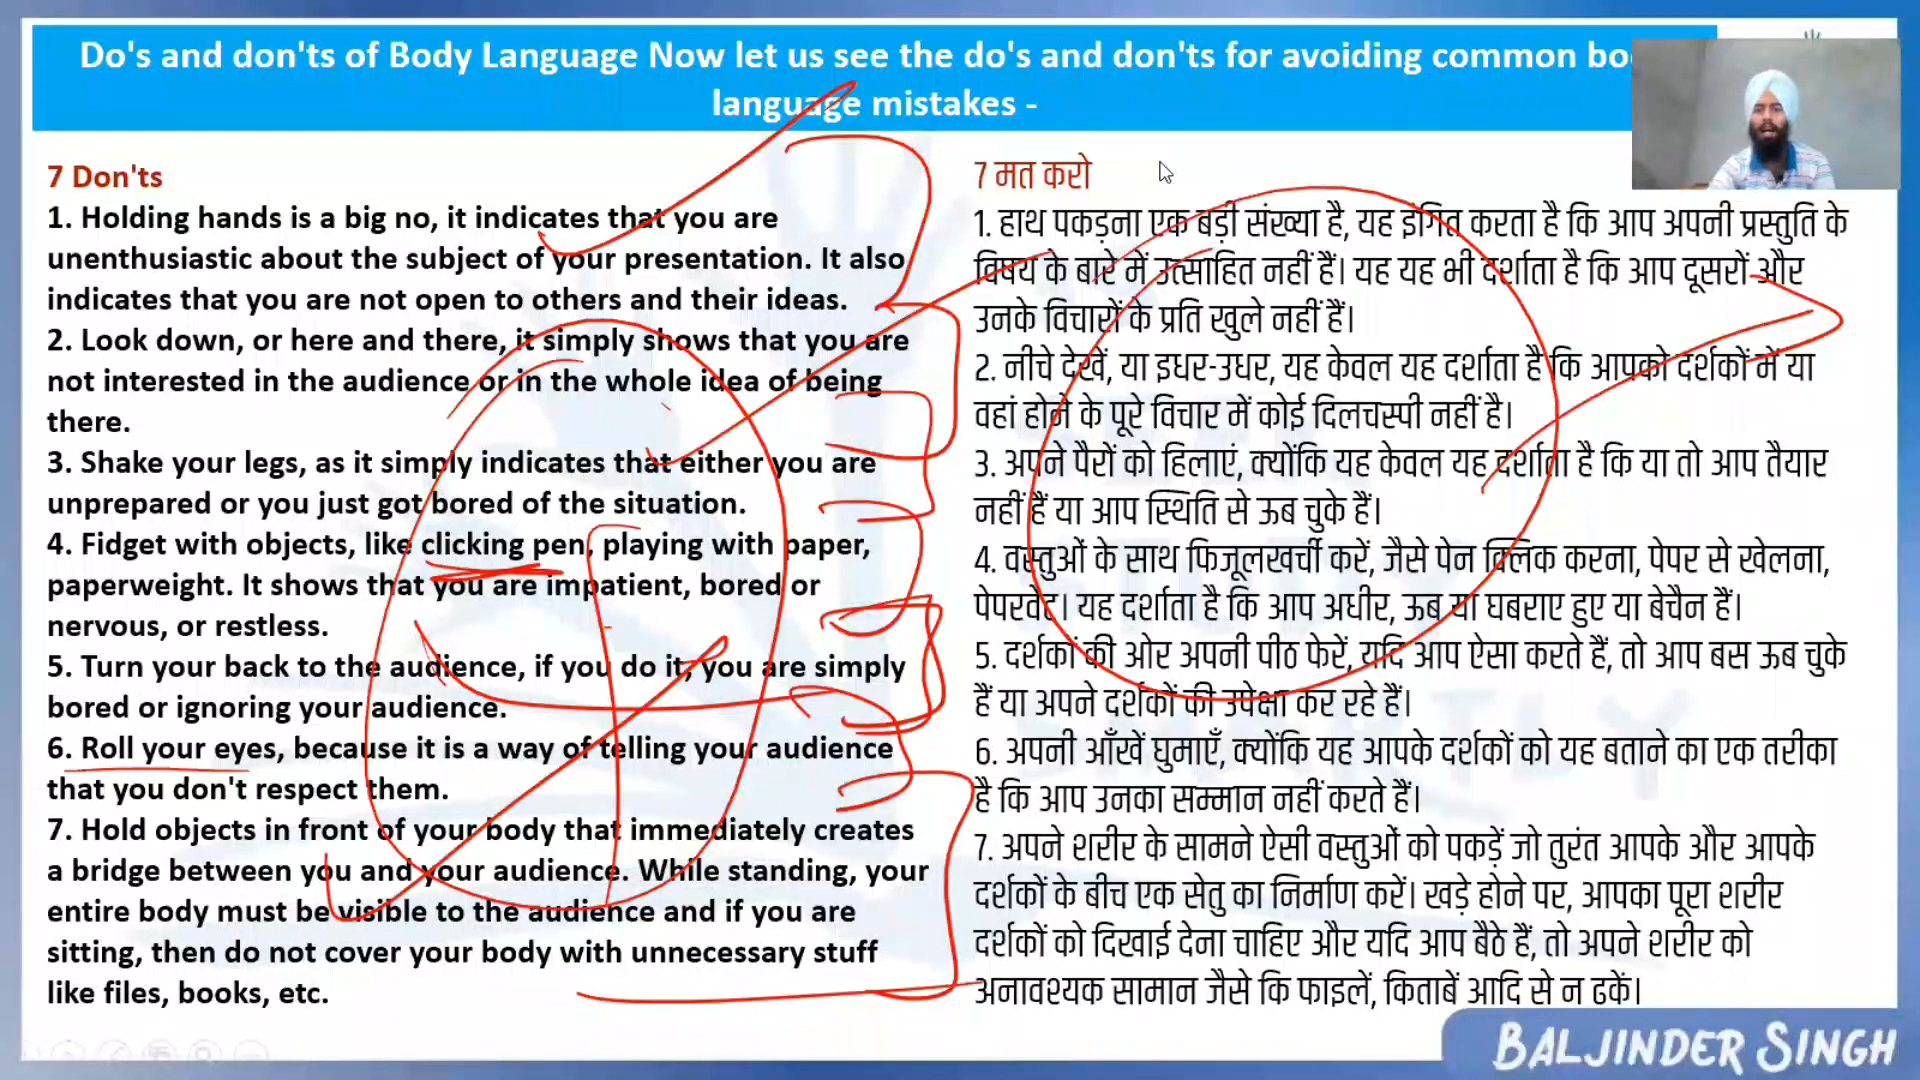 Do's and don'ts of Body Language Now let us see the do's and don'ts for avoiding common bo
language mistakes -
7 Don'ts
1. Holding hands is a big no, it indicates that you are
unenthusiastic about the subject of your presentation. It also
indicates that you are not open to others and their ideas.
2. Look down, or here and there, it simply shows that you are
not interested in the audience or in the whole idea of being
there.
3. Shake your legs, as it simply indicates that either you are
unprepared or you just got bored of the situation.
4. Fidget with objects, like clicking pen, playing with paper,
paperweight. It shows that you are impatient, bored or
nervous, or restless.
5. Turn your back to the audience, if you do it, you are simply
bored or ignoring your audience.
6. Roll your eyes, because it is a way of telling your audience
that you don't respect them.
7. Hold objects in front of your body that immediately creates
a bridge between you and your audience. While standing, your
entire body must be visible to the audience and if you are
sitting, then do not cover your body with unnecessary stuff
like files, books, etc.
7 मत करो
1. हाथ पकड़ना एक बड़ी संख्या है, यह इंगित करता है कि आप अपनी प्रस्तुति के
विषय के बारे में उत्साहित नहीं हैं। यह यह भी दर्शाता है कि आप दूसरों और
उनके विचारों के प्रति खुले नहीं हैं।
2. नीचे देखें, या इधर-उधर, यह केवल यह दर्शाता है कि आपको दर्शकों में या
वहां होने के पूरे विचार में कोई दिलचस्पी नहीं है।
3. अपने पैरों को हिलाएं, क्योंकि यह केवल यह दर्शाता है कि या तो आप तैयार
नहीं हैं या आप स्थिति से ऊब चुके हैं।
4. वस्तुओं के साथ फिजूलखर्ची करें, जैसे पेन क्लिक करना, पेपर से खेलना,
पेपरवेट। यह दर्शाता है कि आप अधीर, ऊब या घबराए हुए या बेचैन हैं।
5. दर्शकों की ओर अपनी पीठ फेरें, यदि आप ऐसा करते हैं, तो आप बस ऊब चुके
हैं या अपने दर्शकों की उपेक्षा कर रहे हैं।
6. अपनी आँखें घुमाएँ, क्योंकि यह आपके दर्शकों को यह बताने का एक तरीका
है कि आप उनका सम्मान नहीं करते हैं।
7. अपने शरीर के सामने ऐसी वस्तुओं को पकड़ें जो तुरंत आपके और आपके
दर्शकों के बीच एक सेतु का निर्माण करें। खड़े होने पर, आपका पूरा शरीर
दर्शकों को दिखाई देना चाहिए और यदि आप बैठे हैं, तो अपने शरीर को
अनावश्यक सामान जैसे कि फाइलें, किताबें आदि से न ढकें।
BALJINDER SINGH